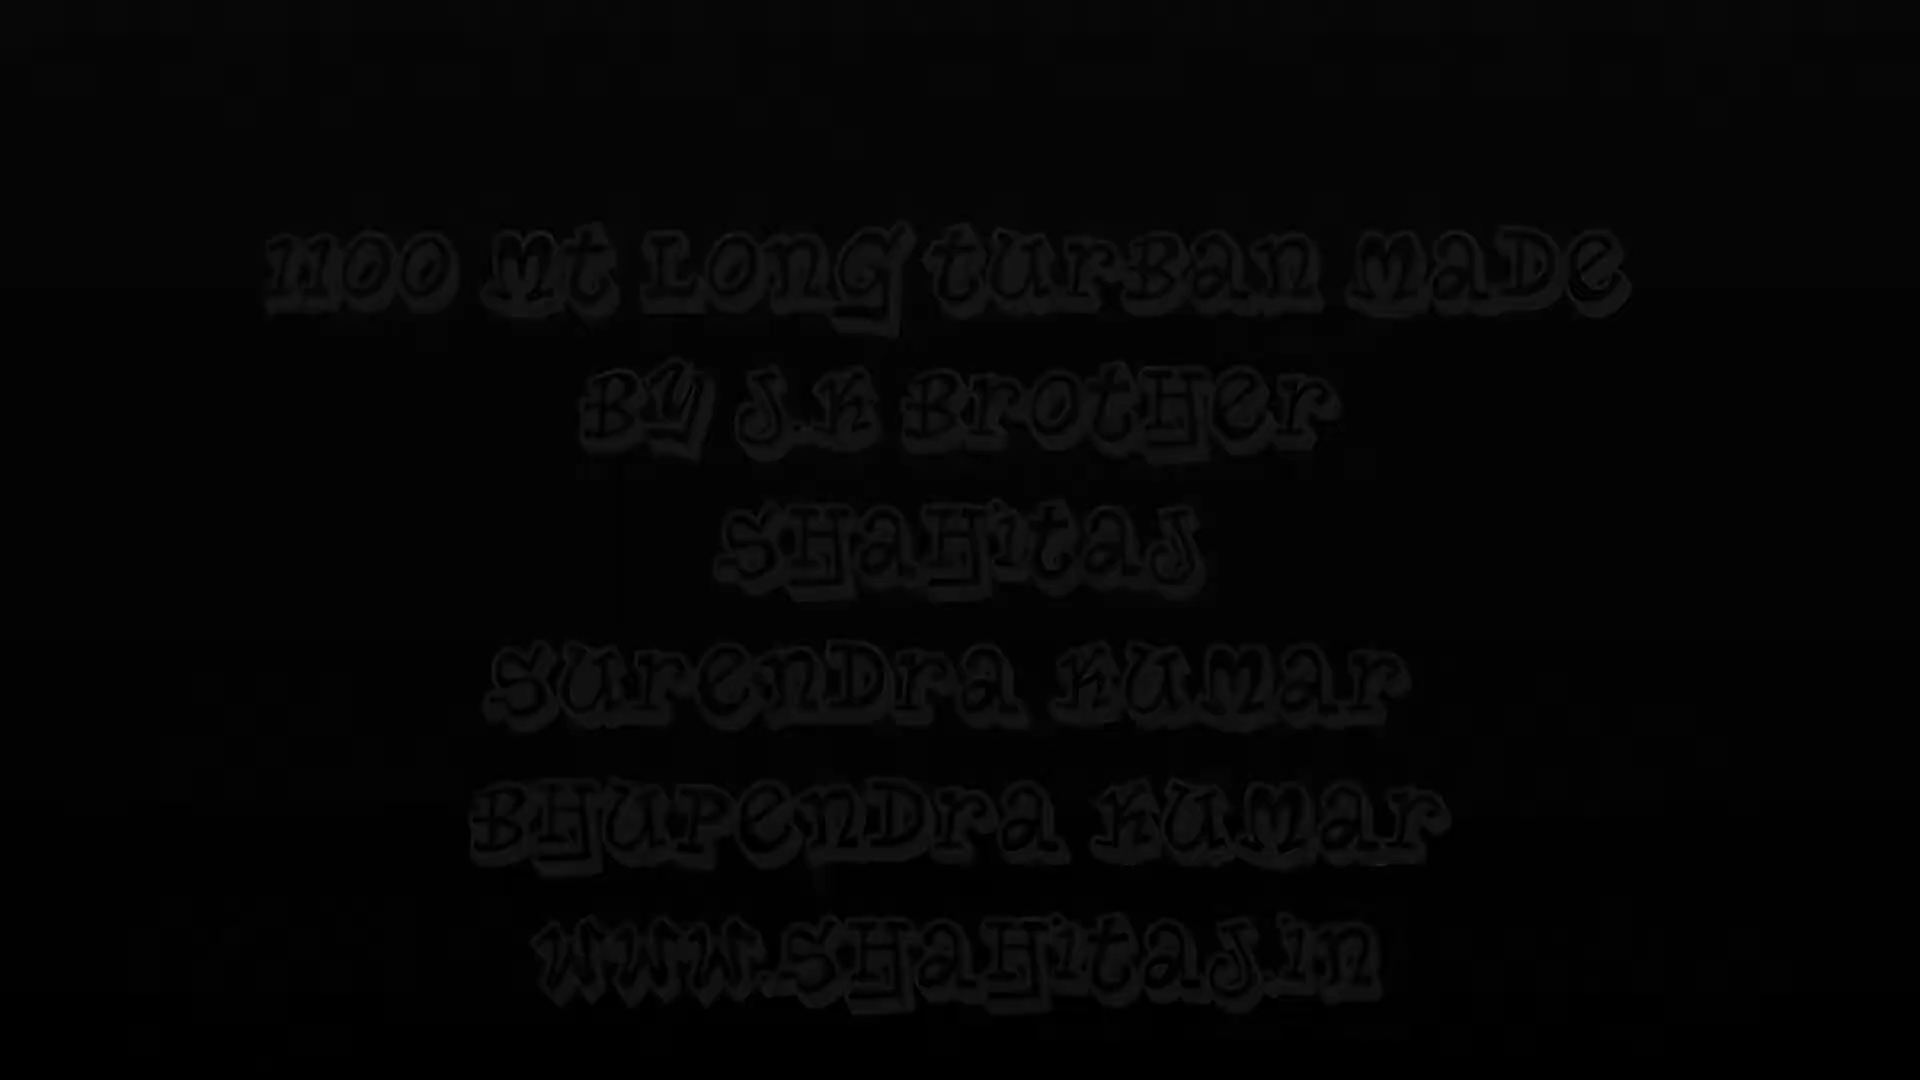 1100 Mt LonG turBan MaDe
By J.K BrotHer
SHaHitaJ
SurenDra Kumar
BHupenDra Kumar
www.SHaHitaJ.in